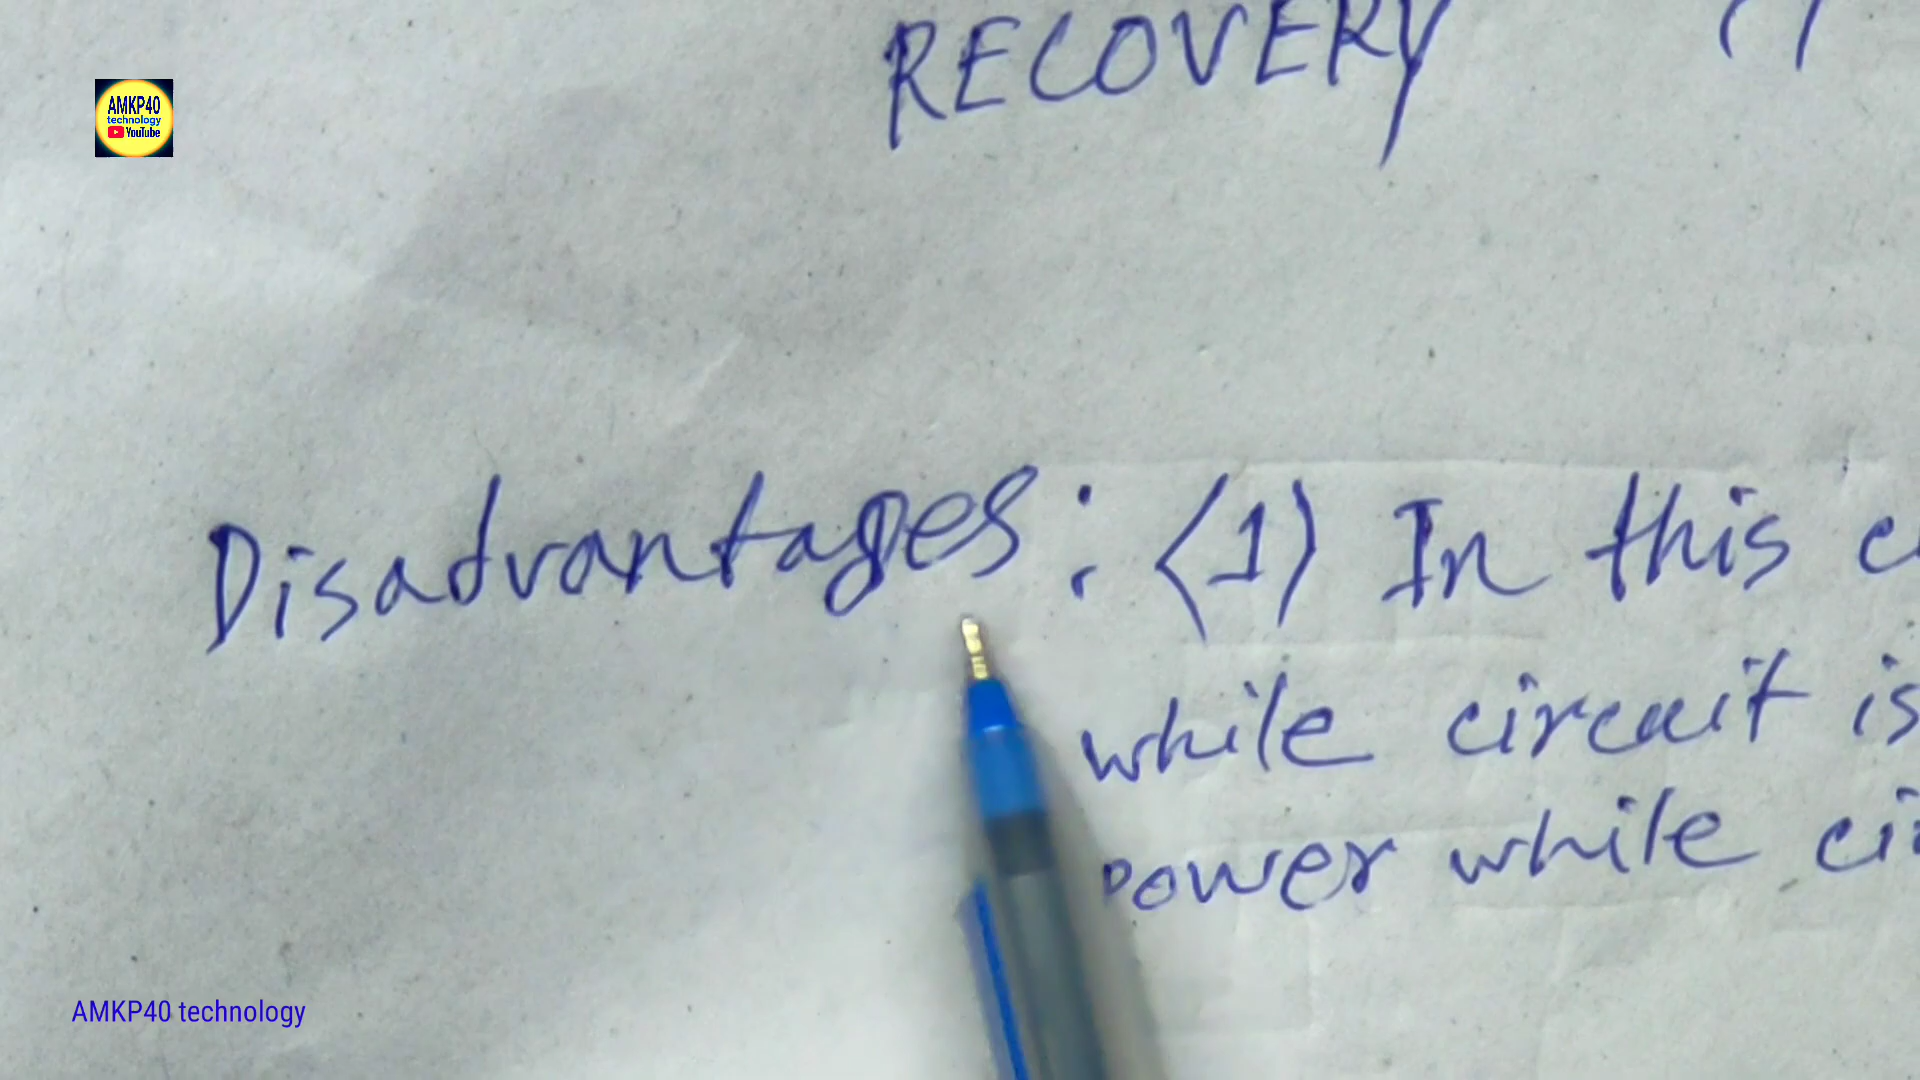 RECOVERY
AMKP40
technology
YouTube
Disadvantages: (1) In this
while circuit is
power while
AMKP40 technology